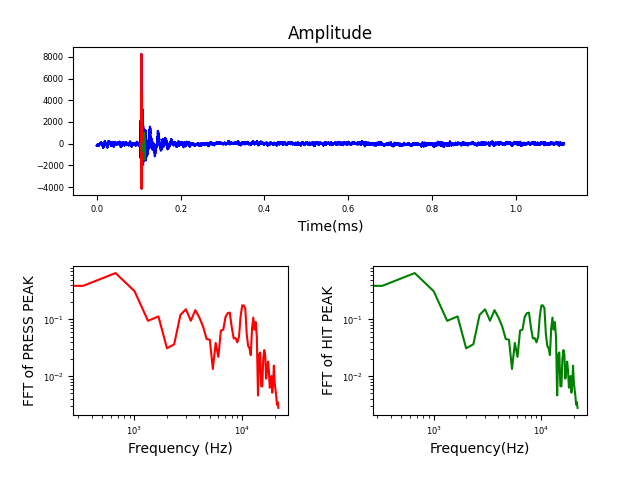 Amplitude
8000
6000
4000
2000
0
−2000
−4000
0.0 0.2 0.4 0.6 0.8 1.0
Time(ms)
FFT of PRESS PEAK
10⁻¹
10⁻²
10³ 10⁴
Frequency (Hz)
FFT of HIT PEAK
10⁻¹
10⁻²
10³ 10⁴
Frequency(Hz)